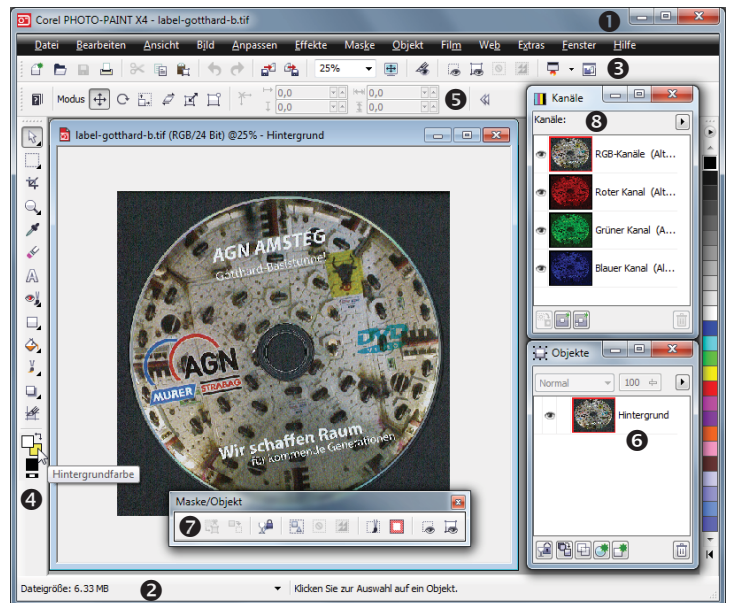 Corel PHOTO-PAINT X4 - label-gotthard-b.tif
1
Datei Bearbeiten Ansicht Bild Anpassen Effekte Maske Objekt Film Web Extras Fenster Hilfe
25%
3
Modus
0,0 0,0
0,0 0,0
5
label-gotthard-b.tif (RGB/24 Bit) @25% - Hintergrund
AGN AMSTEG
Gotthard-Basistunnel
DVD
AGN
MURER STRABAG
Wir schaffen Raum
für kommende Generationen
Kanäle
Kanäle:
8
RGB-Kanäle (Alt...
Roter Kanal (Alt...
Grüner Kanal (A...
Blauer Kanal (Al...
Objekte
Normal 100
Hintergrund
6
Hintergrundfarbe
4
Maske/Objekt
7
Dateigröße: 6.33 MB
2
Klicken Sie zur Auswahl auf ein Objekt.